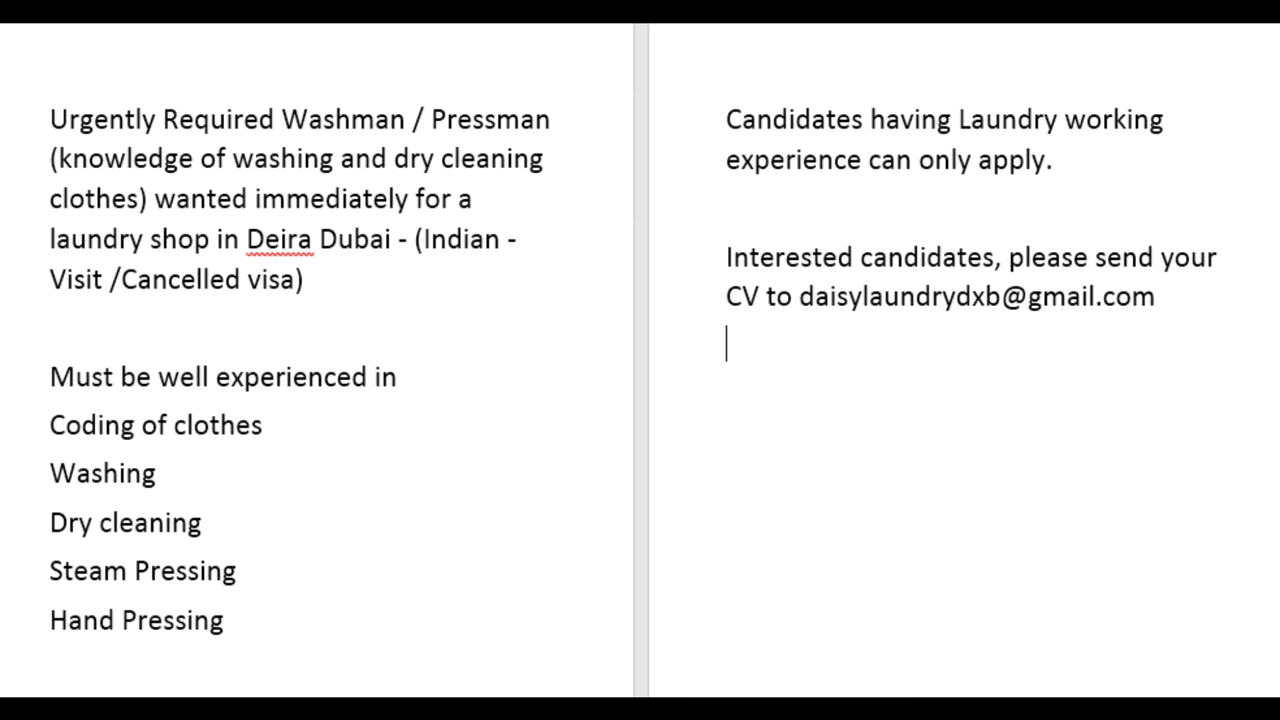 Urgently Required Washman / Pressman
(knowledge of washing and dry cleaning
clothes) wanted immediately for a
laundry shop in Deira Dubai - (Indian -
Visit /Cancelled visa)
Must be well experienced in
Coding of clothes
Washing
Dry cleaning
Steam Pressing
Hand Pressing
Candidates having Laundry working
experience can only apply.
Interested candidates, please send your
CV to daisylaundrydxb@gmail.com